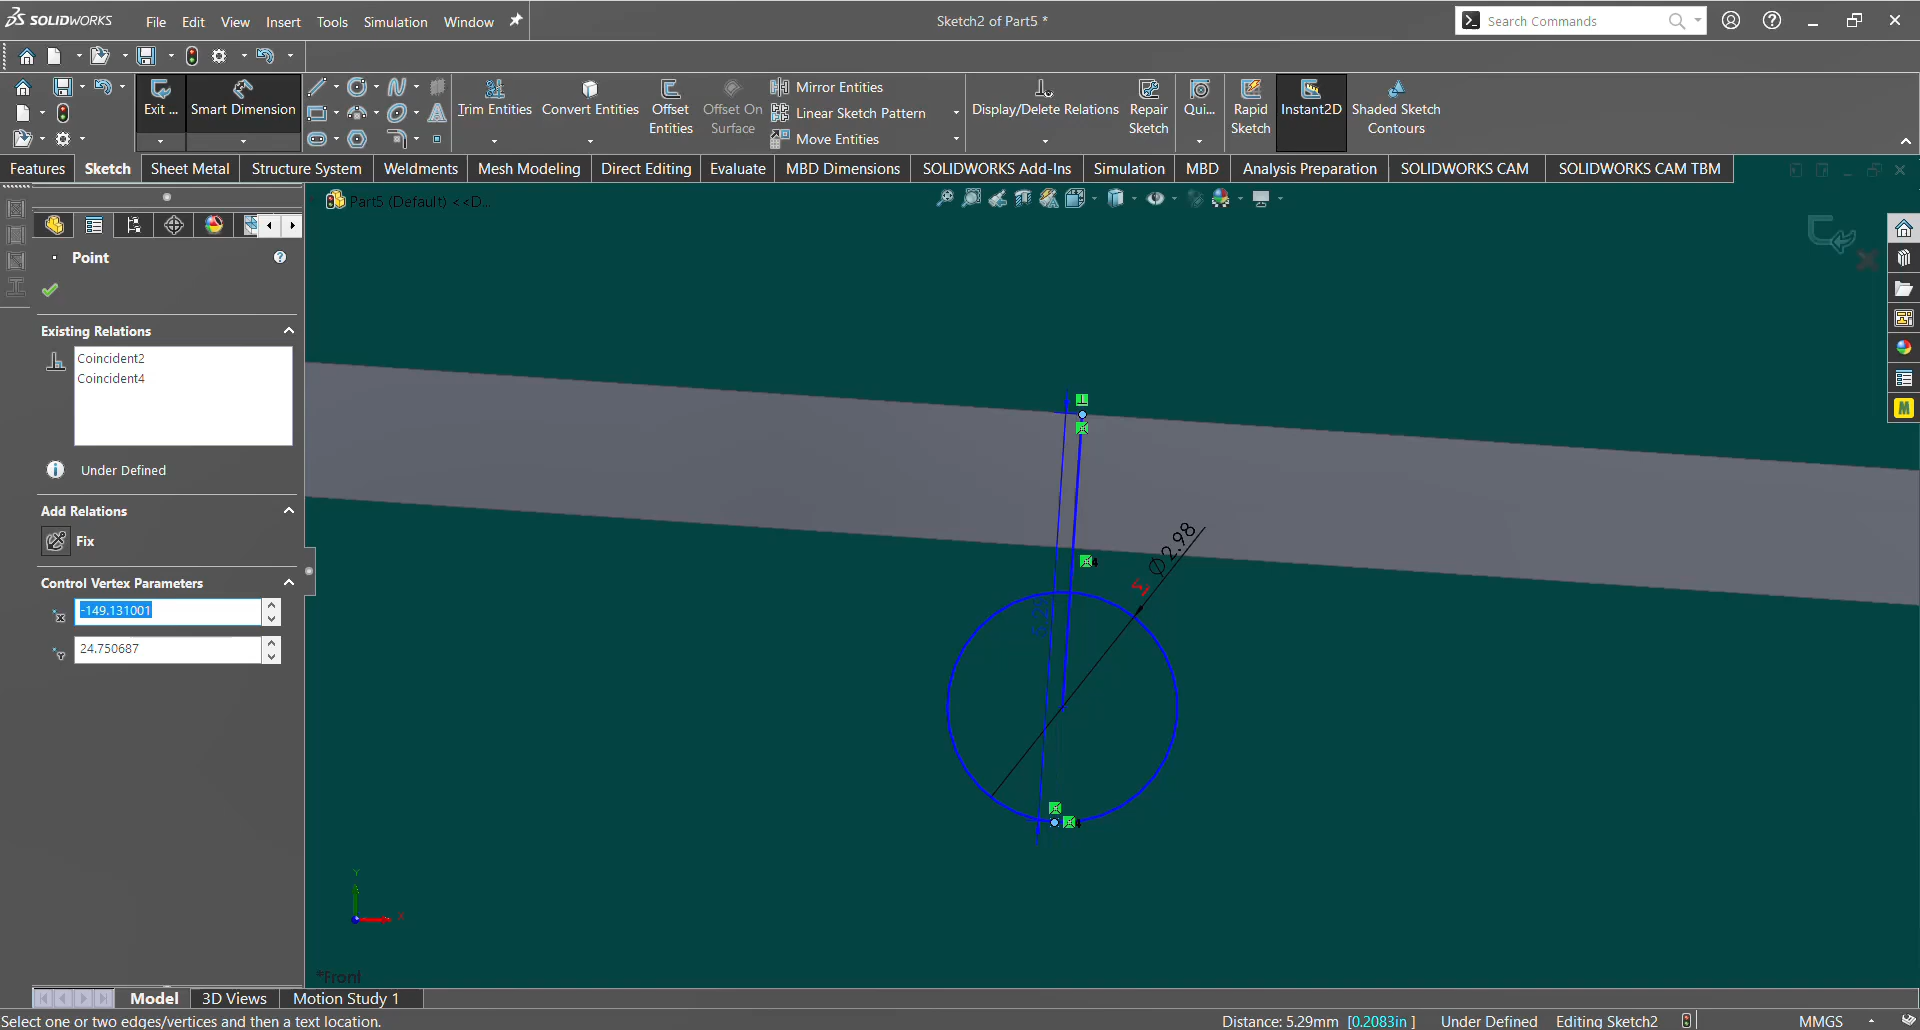 SOLIDWORKS File Edit View Insert Tools Simulation Window Sketch2 of Part5 * Search Commands
Exit ... Smart Dimension Trim Entities Convert Entities Offset Entities Offset On Surface Mirror Entities Linear Sketch Pattern Move Entities Display/Delete Relations Repair Sketch Qui... Rapid Sketch Instant2D Shaded Sketch Contours
Features Sketch Sheet Metal Structure System Weldments Mesh Modeling Direct Editing Evaluate MBD Dimensions SOLIDWORKS Add-Ins Simulation MBD Analysis Preparation SOLIDWORKS CAM SOLIDWORKS CAM TBM
Part5 (Default) <<D...
Point
Existing Relations
Coincident2
Coincident4
Under Defined
Add Relations
Fix
Control Vertex Parameters
-149.131001
24.750687
Ø2.98
M
Y
X
*Front
Model 3D Views Motion Study 1
Select one or two edges/vertices and then a text location. Distance: 5.29mm [0.2083in ] Under Defined Editing Sketch2 MMGS